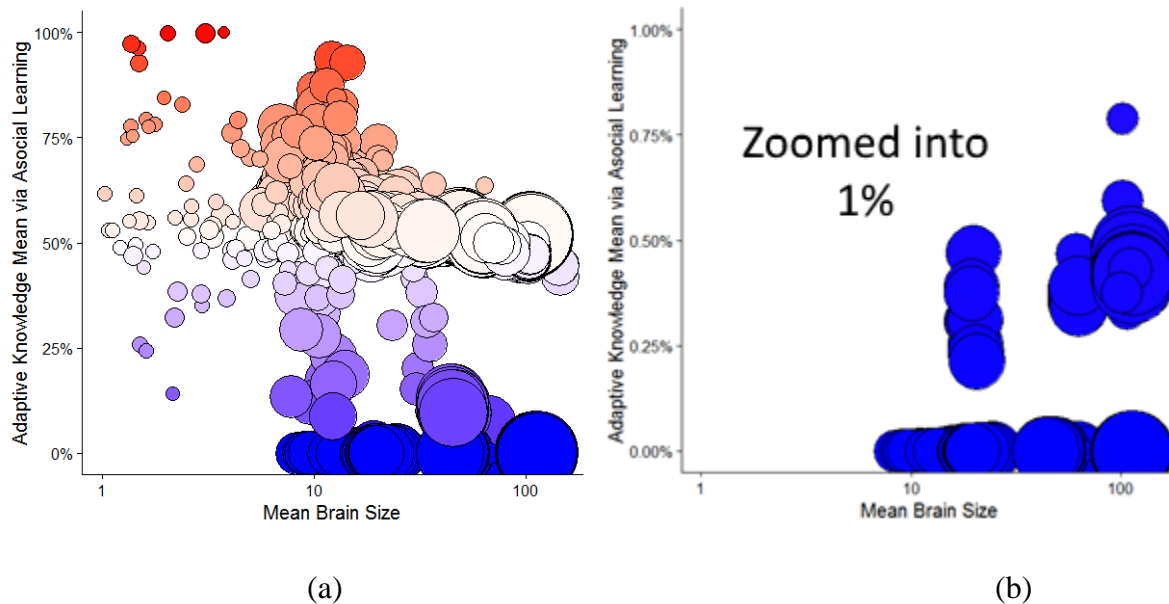 Adaptive Knowledge Mean via Asocial Learning
100%
75%
50%
25%
0%
1
10
100
Mean Brain Size
(a)
Adaptive Knowledge Mean via Asocial Learning
1.00%
0.75%
0.50%
0.25%
0.00%
Zoomed into
1%
1
10
100
Mean Brain Size
(b)